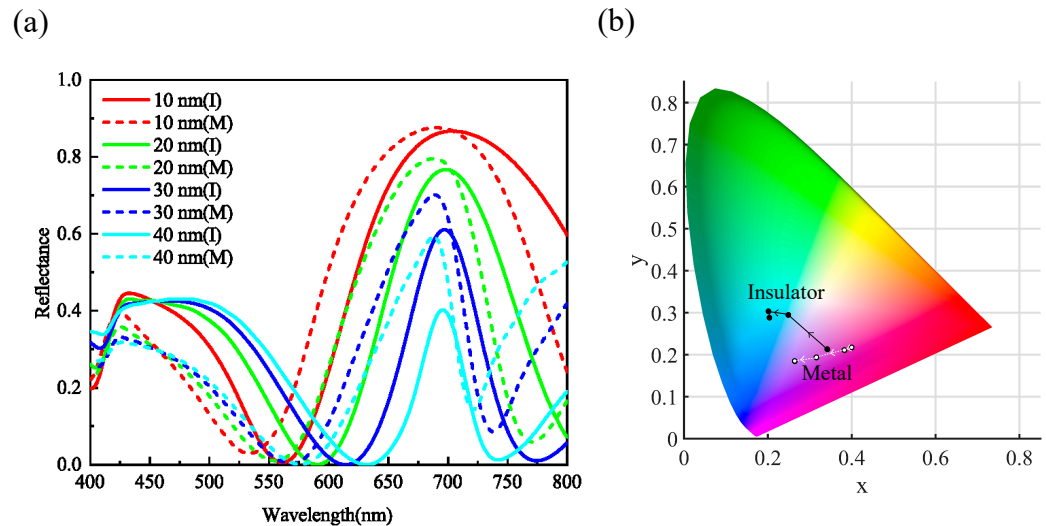 (a)
(b)
1.0
0.8
0.6
0.4
0.2
0.0
Reflectance
10 nm(I)
10 nm(M)
20 nm(I)
20 nm(M)
30 nm(I)
30 nm(M)
40 nm(I)
40 nm(M)
400 450 500 550 600 650 700 750 800
Wavelength(nm)
0.8
0.7
0.6
0.5
0.4
0.3
0.2
0.1
0
y
Insulator
Metal
0 0.2 0.4 0.6 0.8
x